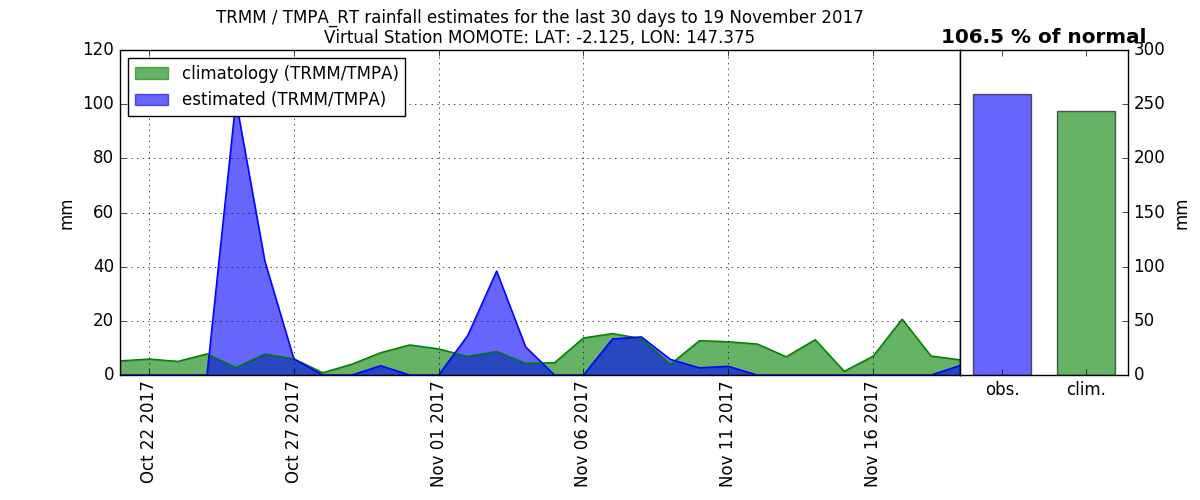 TRMM / TMPA_RT rainfall estimates for the last 30 days to 19 November 2017
Virtual Station MOMOTE: LAT: -2.125, LON: 147.375
106.5 % of normal
climatology (TRMM/TMPA)
estimated (TRMM/TMPA)
120
100
80
60
40
20
0
mm
300
250
200
150
100
50
0
mm
obs.
clim.
Oct 22 2017
Oct 27 2017
Nov 01 2017
Nov 06 2017
Nov 11 2017
Nov 16 2017